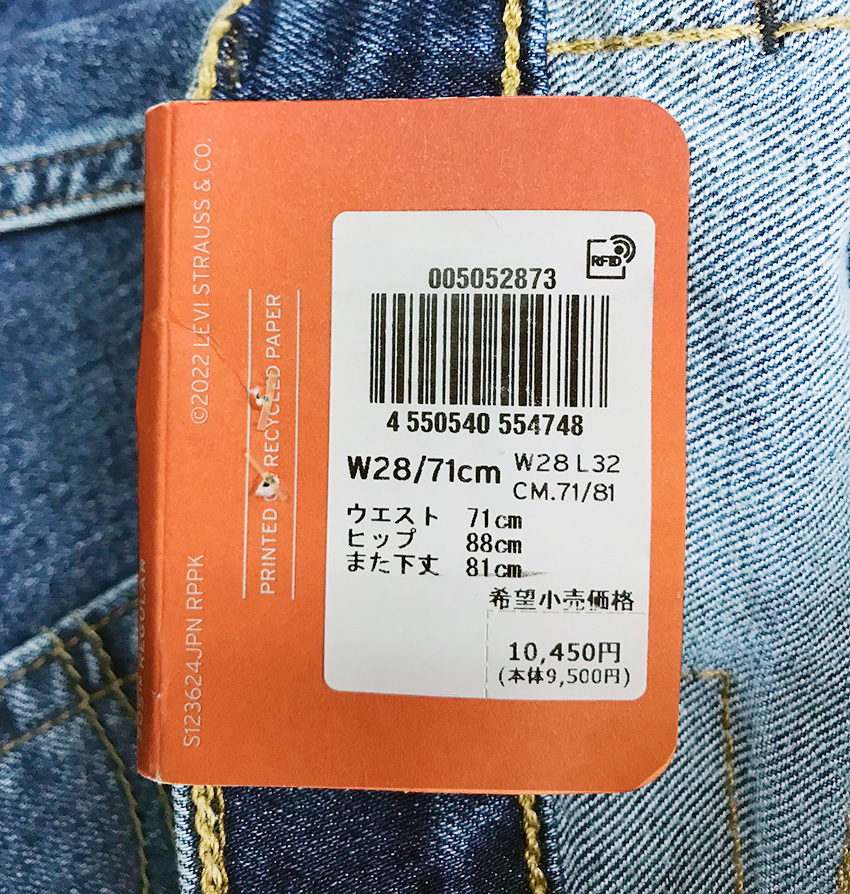 ©2022 LEVI STRAUSS & CO.
PRINTED ON RECYCLED PAPER
S123624JPN RPPK
REGULAR
RFID
005052873
4 550540 554748
W28/71cm
W28 L32
CM.71/81
ウエスト 71cm
ヒップ 88cm
また下丈 81cm
希望小売価格
10,450円
(本体9,500円)